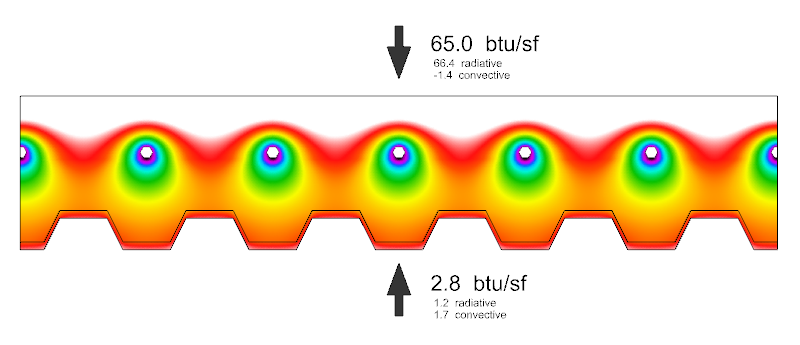 65.0 btu/sf
66.4 radiative
-1.4 convective
2.8 btu/sf
1.2 radiative
1.7 convective